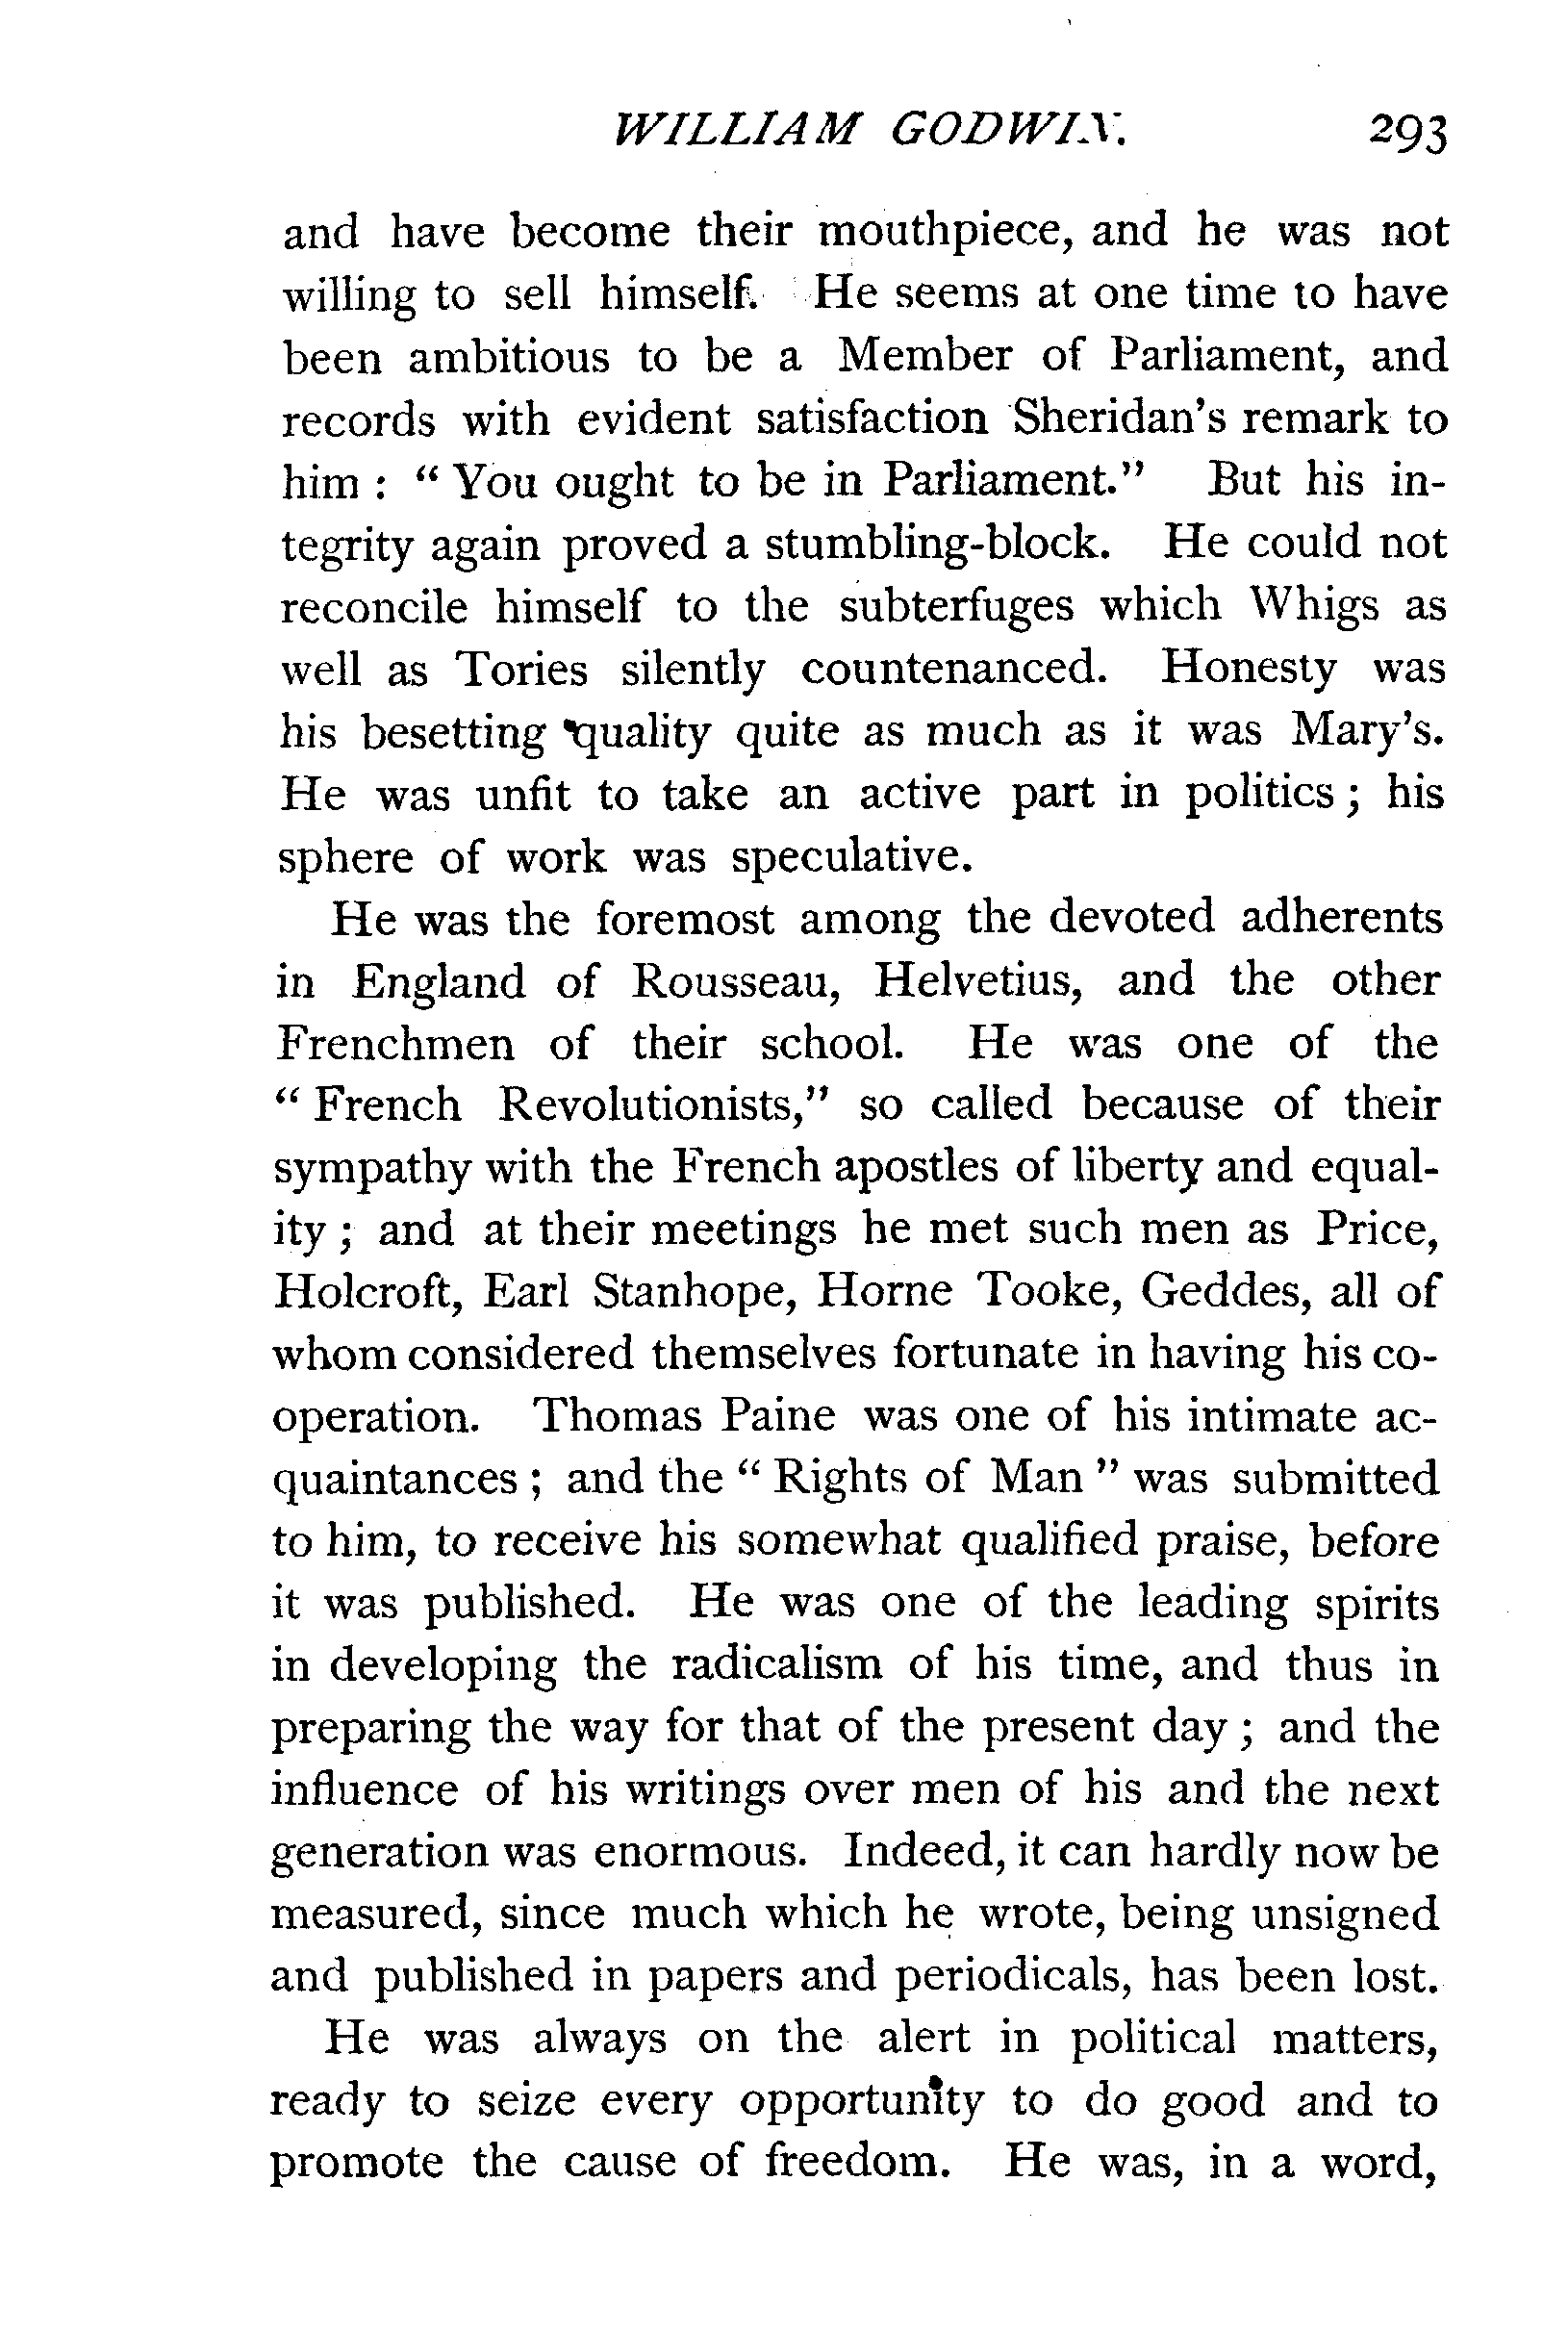 WILLIAM GODWIN. 293
and have become their mouthpiece, and he was not
willing to sell himself. He seems at one time to have
been ambitious to be a Member of Parliament, and
records with evident satisfaction Sheridan's remark to
him : " You ought to be in Parliament." But his in-
tegrity again proved a stumbling-block. He could not
reconcile himself to the subterfuges which Whigs as
well as Tories silently countenanced. Honesty was
his besetting quality quite as much as it was Mary's.
He was unfit to take an active part in politics ; his
sphere of work was speculative.
He was the foremost among the devoted adherents
in England of Rousseau, Helvetius, and the other
Frenchmen of their school. He was one of the
" French Revolutionists," so called because of their
sympathy with the French apostles of liberty and equal-
ity ; and at their meetings he met such men as Price,
Holcroft, Earl Stanhope, Horne Tooke, Geddes, all of
whom considered themselves fortunate in having his co-
operation. Thomas Paine was one of his intimate ac-
quaintances ; and the " Rights of Man " was submitted
to him, to receive his somewhat qualified praise, before
it was published. He was one of the leading spirits
in developing the radicalism of his time, and thus in
preparing the way for that of the present day ; and the
influence of his writings over men of his and the next
generation was enormous. Indeed, it can hardly now be
measured, since much which he wrote, being unsigned
and published in papers and periodicals, has been lost.
He was always on the alert in political matters,
ready to seize every opportunity to do good and to
promote the cause of freedom. He was, in a word,